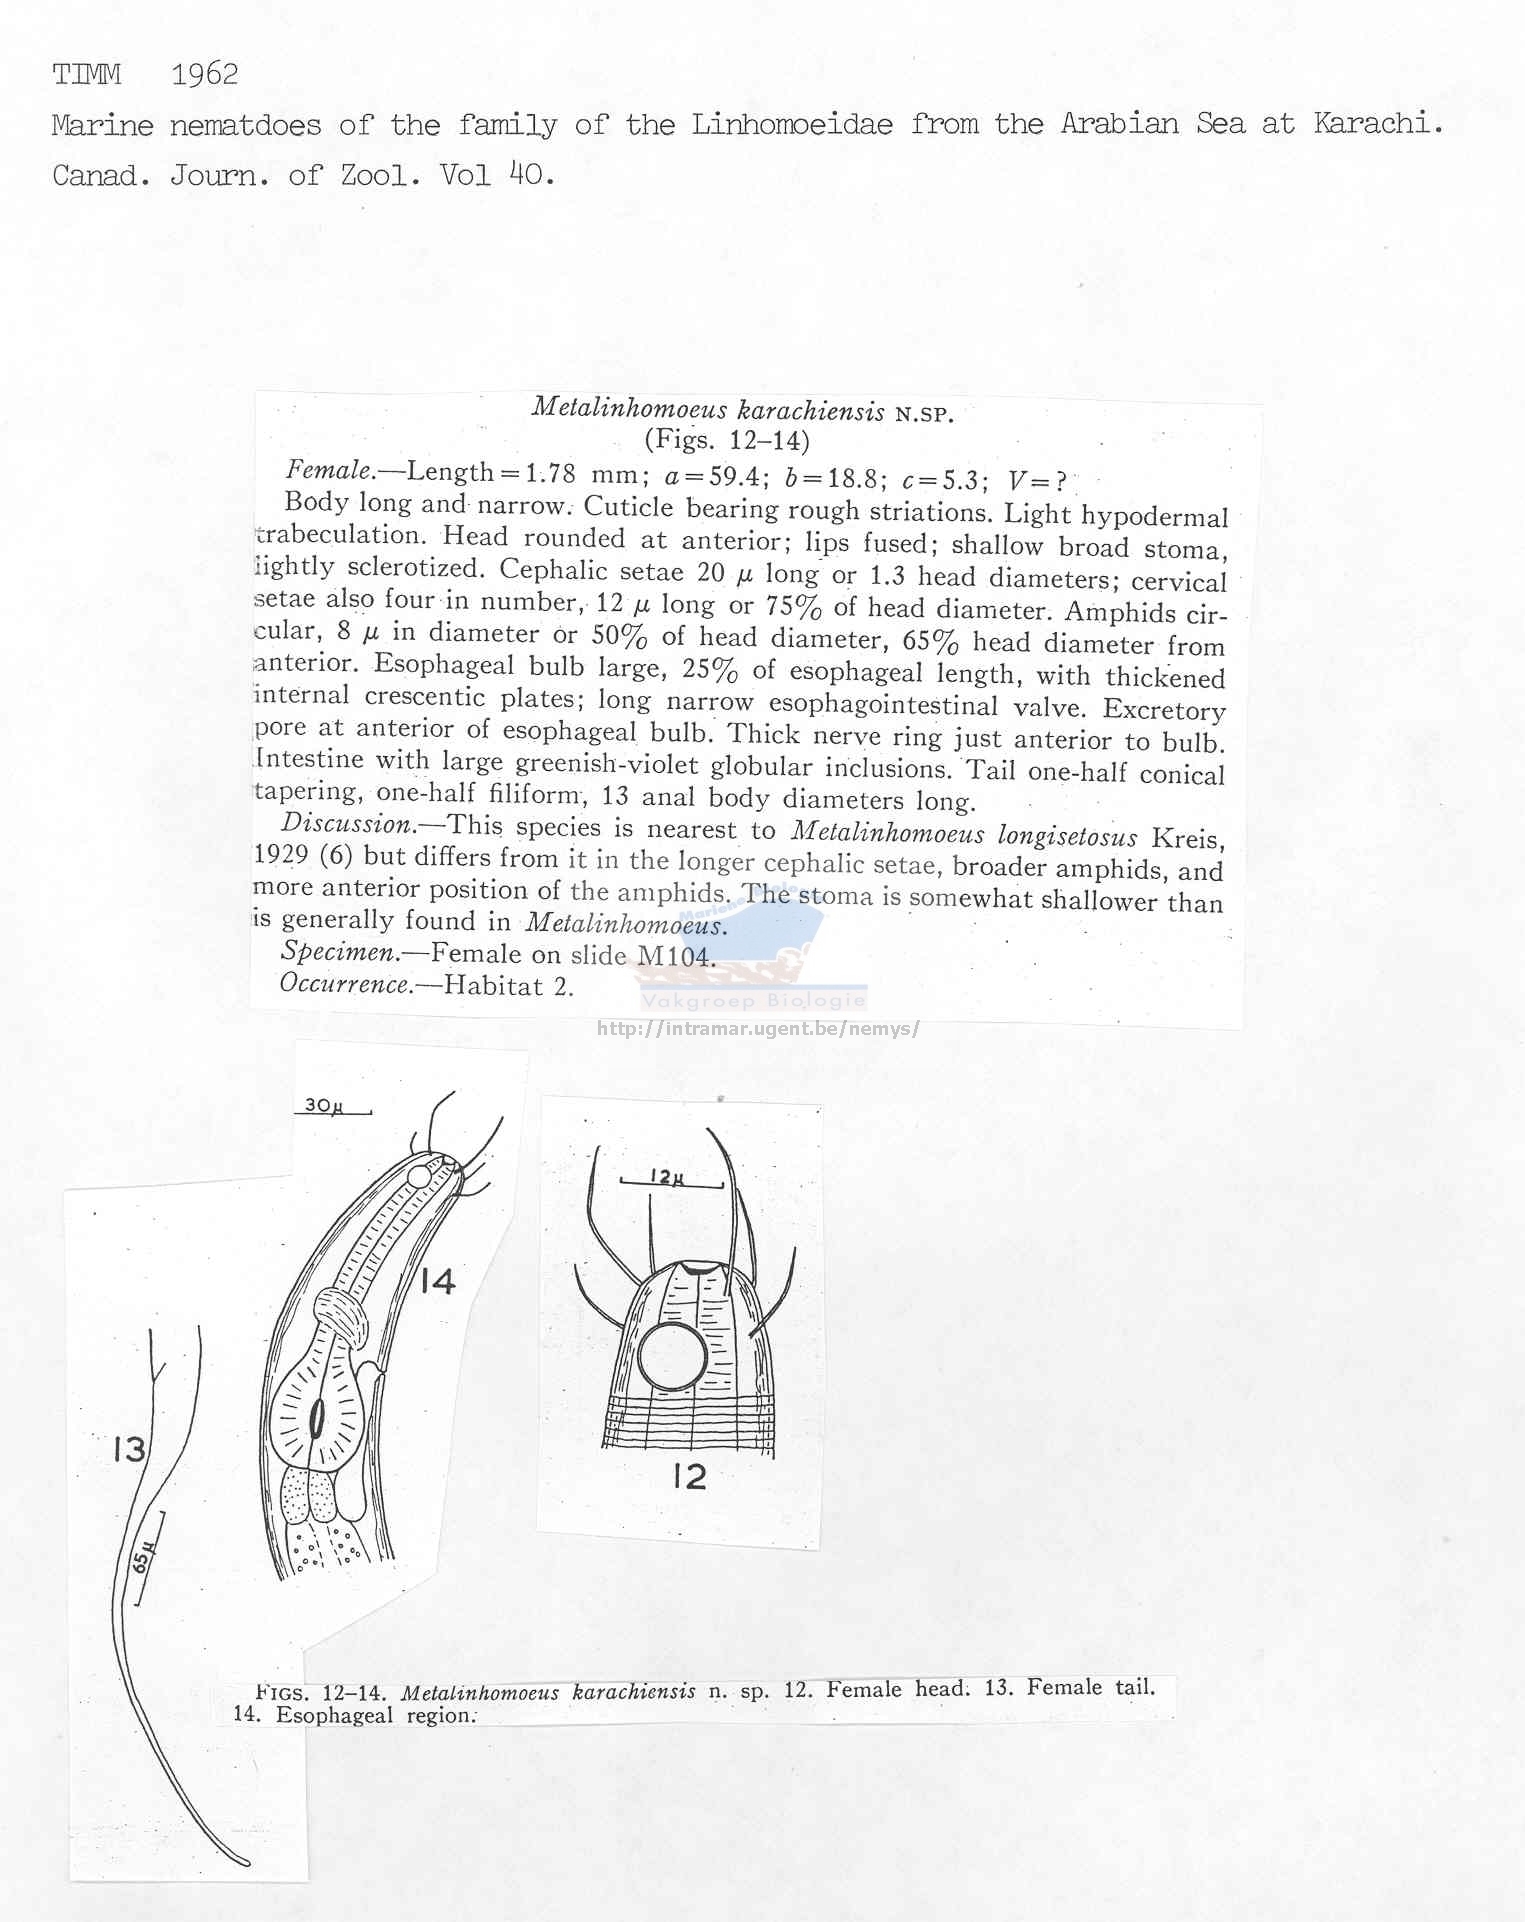 TIMM 1962
Marine nematdoes of the family of the Linhomoeidae from the Arabian Sea at Karachi.
Canad. Journ. of Zool. Vol 40.
Metalinhomoeus karachiensis N.SP.
(Figs. 12–14)
Female.—Length=1.78 mm; a=59.4; b=18.8; c=5.3; V=?
Body long and narrow. Cuticle bearing rough striations. Light hypodermal
trabeculation. Head rounded at anterior; lips fused; shallow broad stoma,
lightly sclerotized. Cephalic setae 20 μ long or 1.3 head diameters; cervical
setae also four in number, 12 μ long or 75% of head diameter. Amphids cir-
cular, 8 μ in diameter or 50% of head diameter, 65% head diameter from
anterior. Esophageal bulb large, 25% of esophageal length, with thickened
internal crescentic plates; long narrow esophagointestinal valve. Excretory
pore at anterior of esophageal bulb. Thick nerve ring just anterior to bulb.
Intestine with large greenish-violet globular inclusions. Tail one-half conical
tapering, one-half filiform, 13 anal body diameters long.
Discussion.—This species is nearest to Metalinhomoeus longisetosus Kreis,
1929 (6) but differs from it in the longer cephalic setae, broader amphids, and
more anterior position of the amphids. The stoma is somewhat shallower than
is generally found in Metalinhomoeus.
Specimen.—Female on slide M104.
Occurrence.—Habitat 2.
Mariene Biologie
Vakgroep Biologie
http://intramar.ugent.be/nemys/
30μ
12μ
14
13
65μ
12
FIGS. 12–14. Metalinhomoeus karachiensis n. sp. 12. Female head. 13. Female tail.
14. Esophageal region.